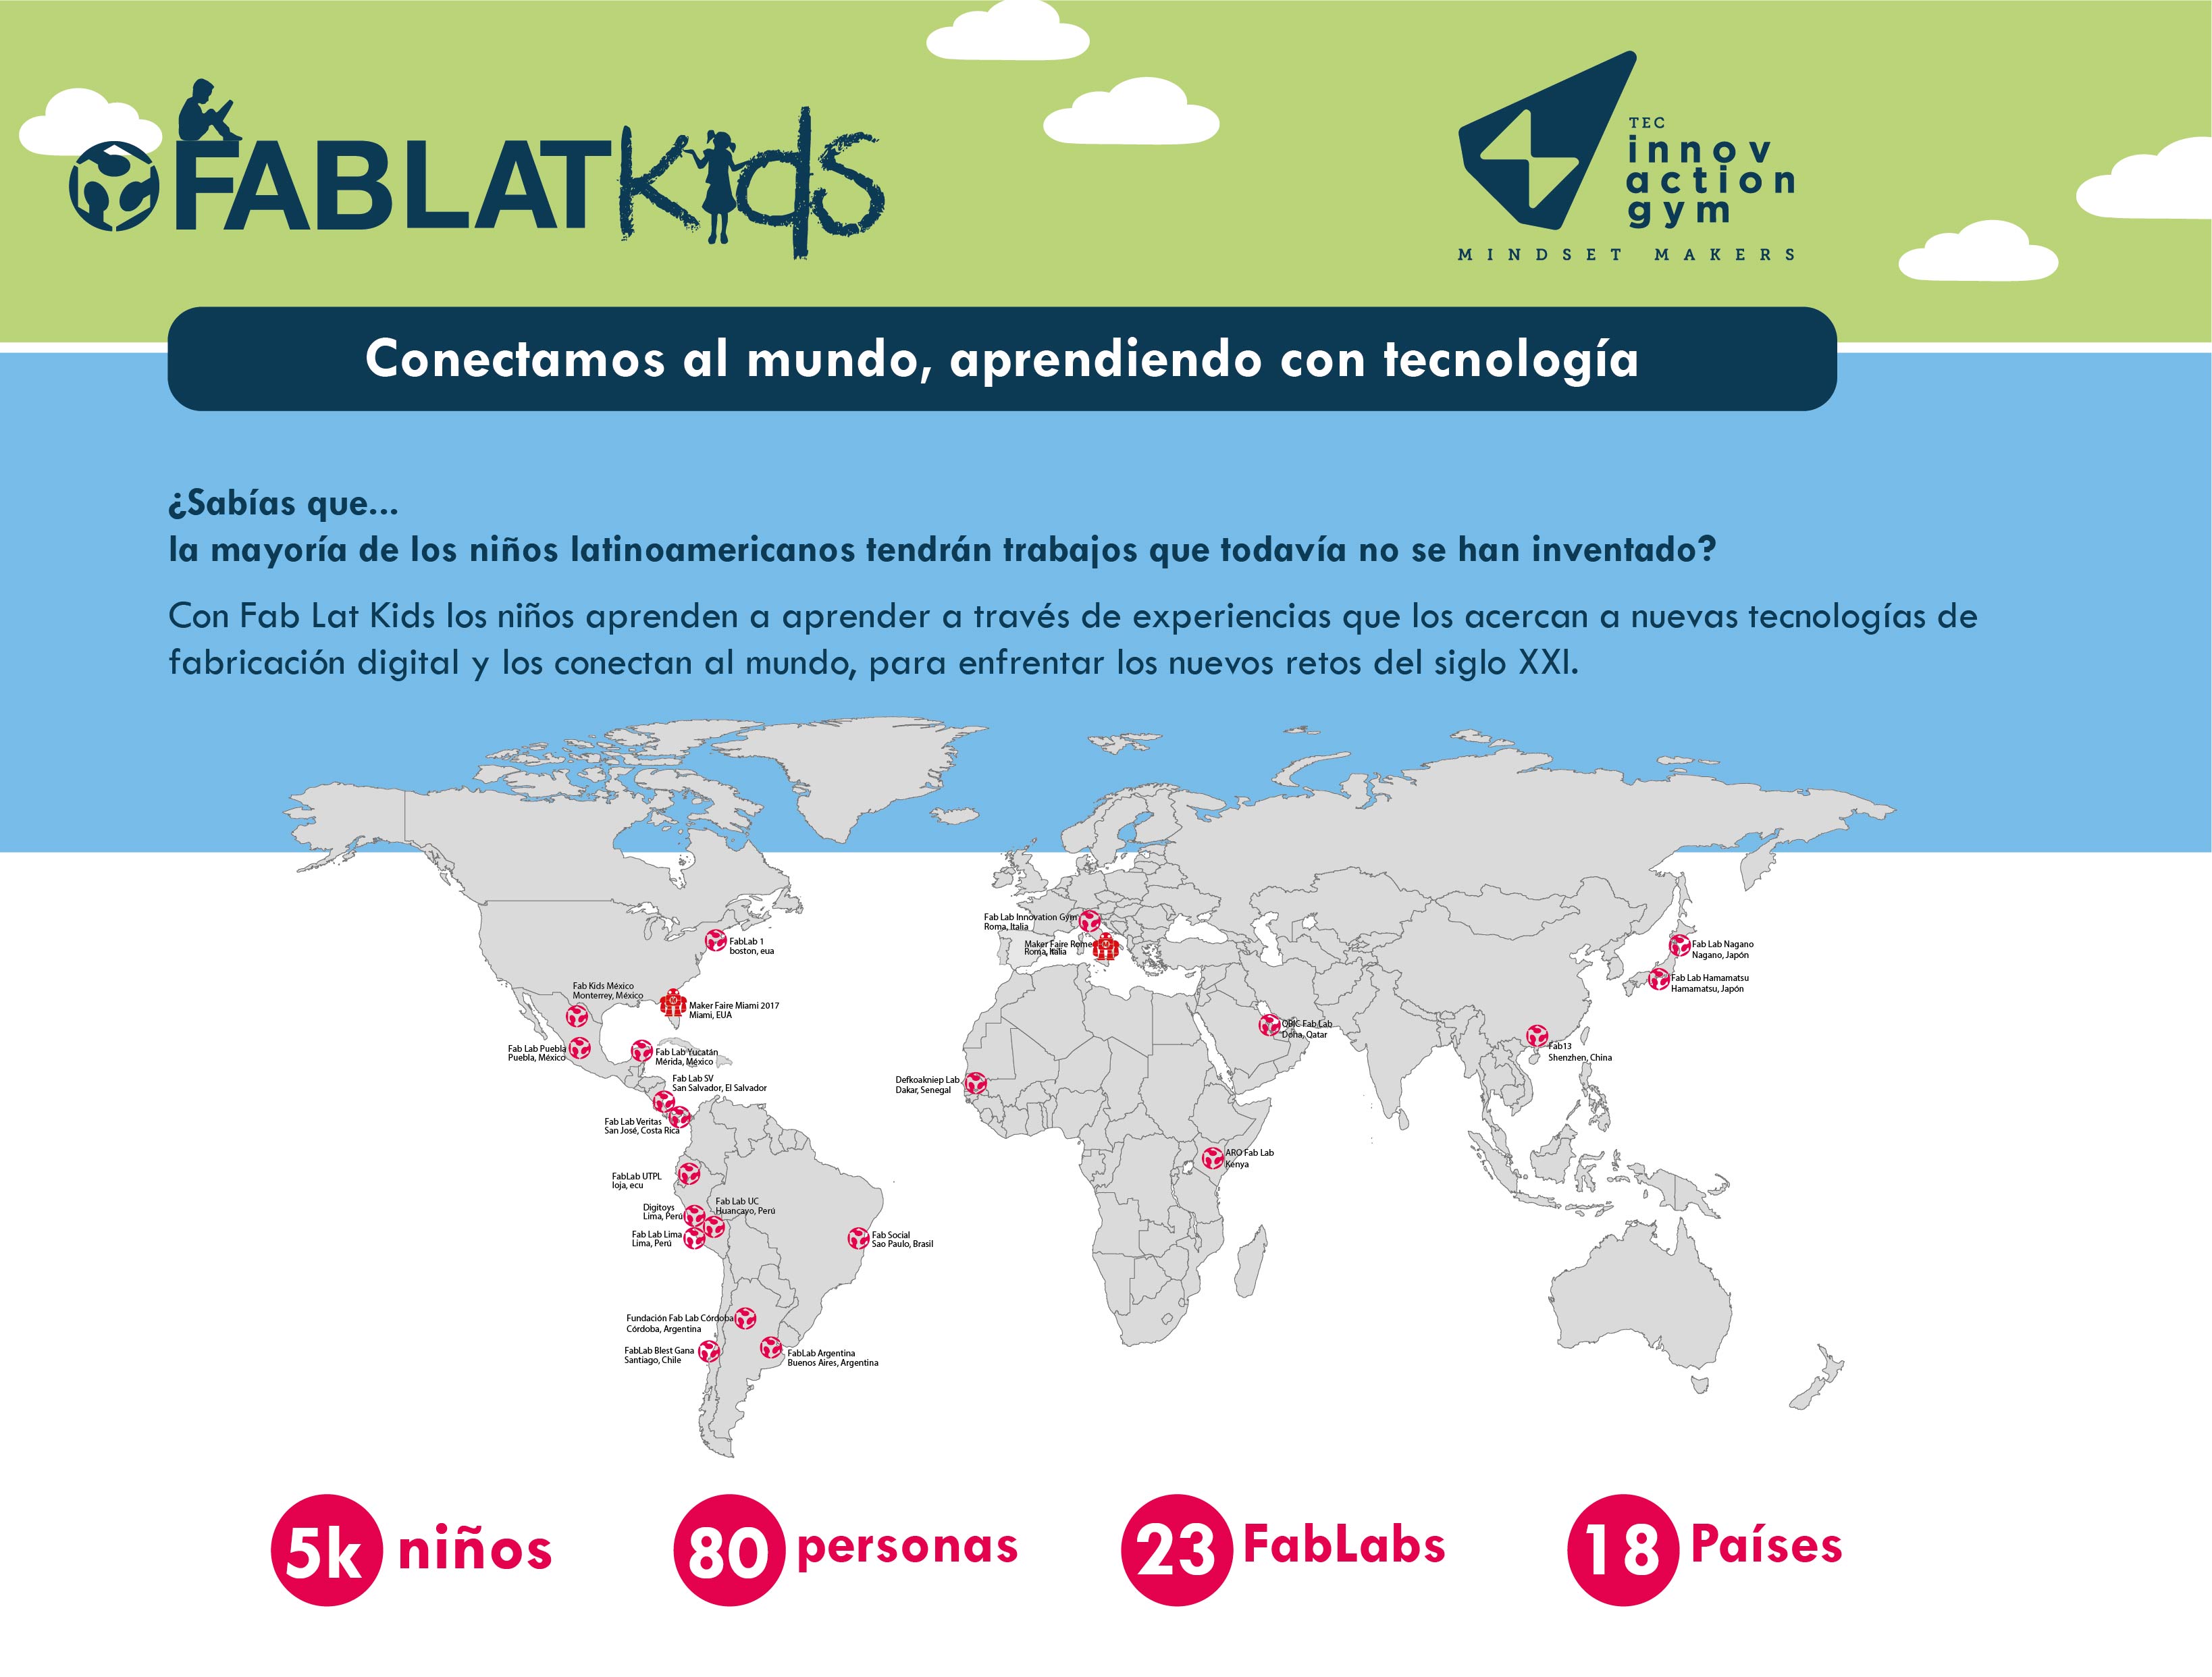 FABLATKids
TEC
innov
action
gym
MINDSET MAKERS
Conectamos al mundo, aprendiendo con tecnología
¿Sabías que...
la mayoría de los niños latinoamericanos tendrán trabajos que todavía no se han inventado?
Con Fab Lat Kids los niños aprenden a aprender a través de experiencias que los acercan a nuevas tecnologías de
fabricación digital y los conectan al mundo, para enfrentar los nuevos retos del siglo XXI.
Fab Lab Innovation Gym
Roma, Italia
Maker Faire Rome
Roma, Italia
FabLab 1
boston, eua
Fab Lab Nagano
Nagano, Japón
Fab Lab Hamamatsu
Hamamatsu, Japón
Fab Kids México
Monterrey, México
M
Maker Faire Miami 2017
Miami, EUA
QBIC Fab Lab
Doha, Qatar
Fab13
Shenzhen, China
Fab Lab Puebla
Puebla, México
Fab Lab Yucatán
Mérida, México
Fab Lab SV
San Salvador, El Salvador
Defkoakniep Lab
Dakar, Senegal
Fab Lab Veritas
San José, Costa Rica
ARO Fab Lab
Kenya
FabLab UTPL
loja, ecu
Fab Lab UC
Huancayo, Perú
Digitoys
Lima, Perú
Fab Lab Lima
Lima, Perú
Fab Social
Sao Paulo, Brasil
Fundación Fab Lab Córdoba
Córdoba, Argentina
FabLab Blest Gana
Santiago, Chile
FabLab Argentina
Buenos Aires, Argentina
5k niños
80 personas
23 FabLabs
18 Países